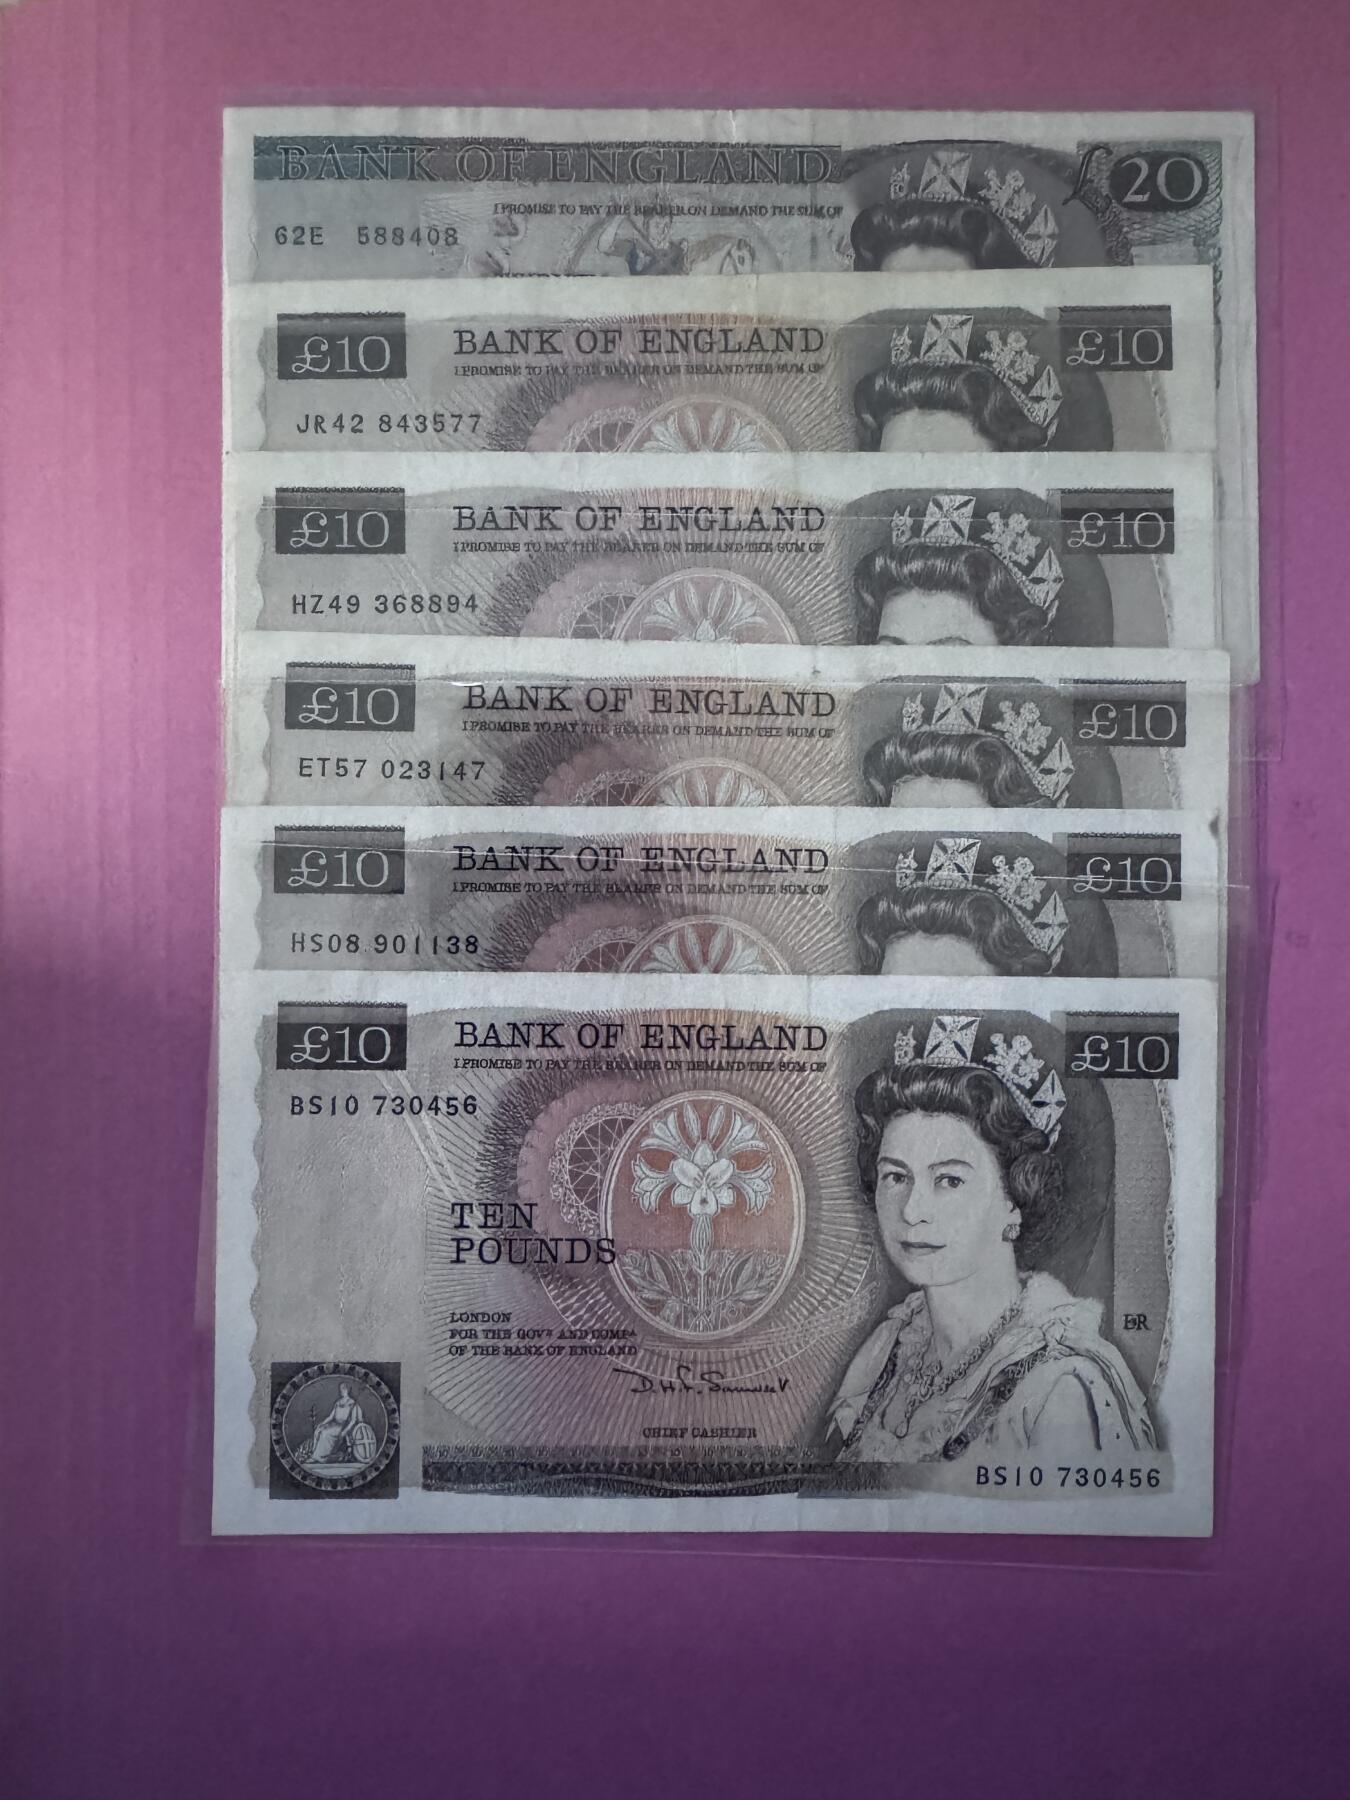 BANK OF ENGLAND
£20
I PROMISE TO PAY THE BEARER ON DEMAND THE SUM OF
62E 588408
£10
BANK OF ENGLAND
£10
I PROMISE TO PAY THE BEARER ON DEMAND THE SUM OF
JR42 843577
£10
BANK OF ENGLAND
£10
I PROMISE TO PAY THE BEARER ON DEMAND THE SUM OF
HZ49 368894
£10
BANK OF ENGLAND
£10
I PROMISE TO PAY THE BEARER ON DEMAND THE SUM OF
ET57 023147
£10
BANK OF ENGLAND
£10
I PROMISE TO PAY THE BEARER ON DEMAND THE SUM OF
HS08 901138
£10
BANK OF ENGLAND
£10
I PROMISE TO PAY THE BEARER ON DEMAND THE SUM OF
BS10 730456
TEN
POUNDS
LONDON
FOR THE GOVR AND COMPA
OF THE BANK OF ENGLAND
ER
CHIEF CASHIER
BS10 730456